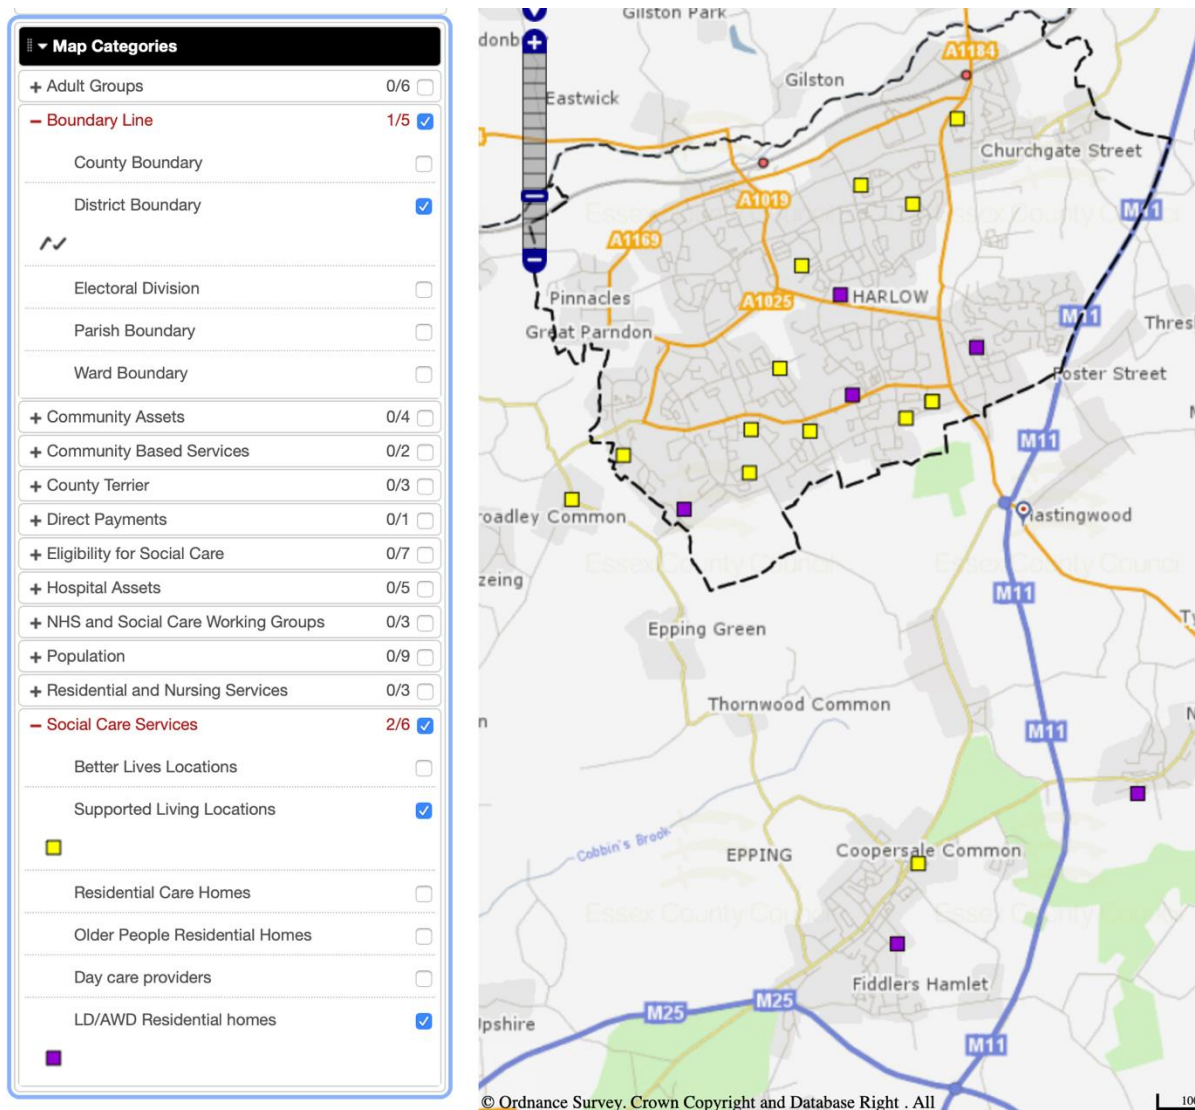 Map Categories
Adult Groups 0/6
Boundary Line 1/5
County Boundary
District Boundary
Electoral Division
Parish Boundary
Ward Boundary
Community Assets 0/4
Community Based Services 0/2
County Terrier 0/3
Direct Payments 0/1
Eligibility for Social Care 0/7
Hospital Assets 0/5
NHS and Social Care Working Groups 0/3
Population 0/9
Residential and Nursing Services 0/3
Social Care Services 2/6
Better Lives Locations
Supported Living Locations
Residential Care Homes
Older People Residential Homes
Day care providers
LD/AWD Residential homes
Gilston Park
A1184
Gilston
Eastwick
Churchgate Street
A1019
M11
A1169
Pinnacles
A1025
HARLOW
M11
Great Parndon
Foster Street
M11
roadley Common
astingwood
Essex County Council
zeing
M11
Epping Green
Thornwood Common
M11
Cobbin's Brook
EPPING
Coopersale Common
Fiddlers Hamlet
M25
M25
Upshire
M11
© Ordnance Survey. Crown Copyright and Database Right . All
100